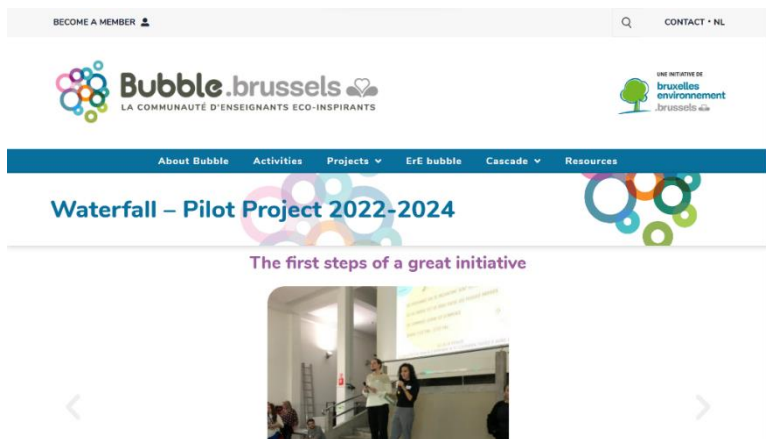 BECOME A MEMBER
CONTACT • NL
Bubble.brussels
LA COMMUNAUTÉ D'ENSEIGNANTS ECO-INSPIRANTS
UNE INITIATIVE DE
bruxelles
environnement
.brussels
About Bubble Activities Projects ErE bubble Cascade Resources
Waterfall – Pilot Project 2022-2024
The first steps of a great initiative